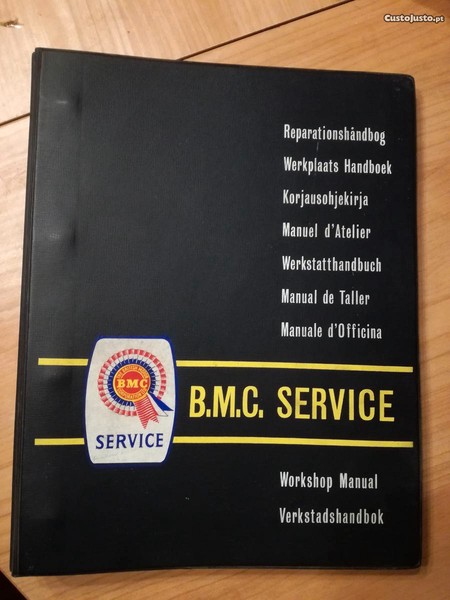 CustoJusto.pt
Reparationshåndbog
Werkplaats Handboek
Korjausohjekirja
Manuel d'Atelier
Werkstatthandbuch
Manual de Taller
Manuale d'Officina
BMC
SERVICE
B.M.C. SERVICE
Workshop Manual
Verkstadshandbok